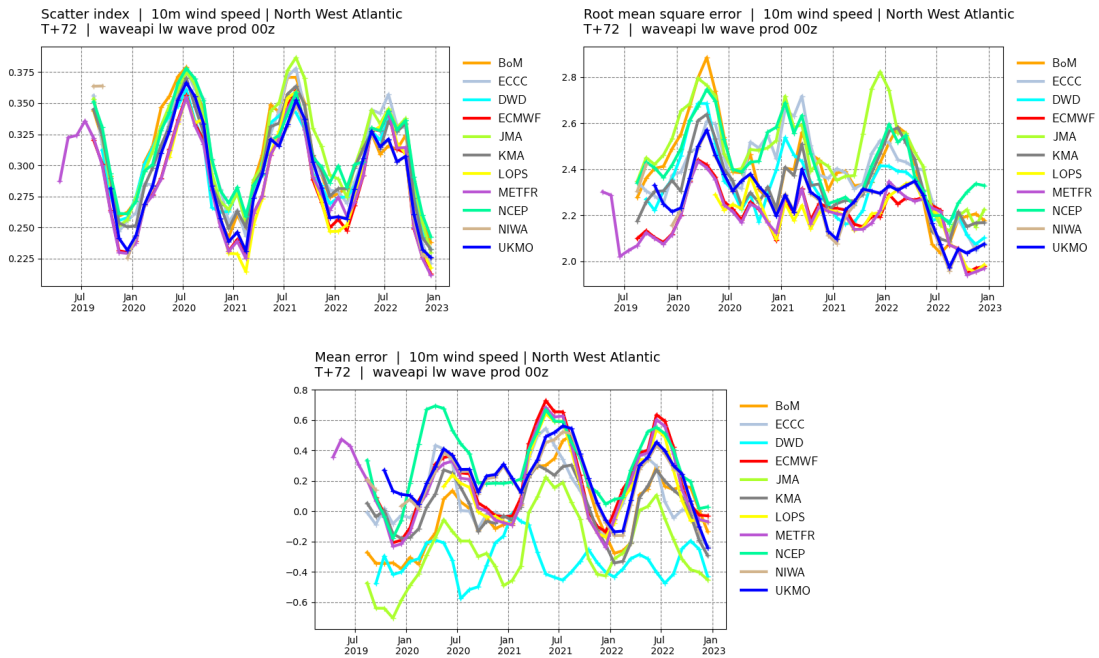 Scatter index | 10m wind speed | North West Atlantic
T+72 | waveapi lw wave prod 00z
0.375
0.350
0.325
0.300
0.275
0.250
0.225
Jul Jan Jul Jan Jul Jan Jul Jan
2019 2020 2020 2021 2021 2022 2022 2023
BoM
ECCC
DWD
ECMWF
JMA
KMA
LOPS
METFR
NCEP
NIWA
UKMO
Root mean square error | 10m wind speed | North West Atlantic
T+72 | waveapi lw wave prod 00z
2.8
2.6
2.4
2.2
2.0
Jul Jan Jul Jan Jul Jan Jul Jan
2019 2020 2020 2021 2021 2022 2022 2023
BoM
ECCC
DWD
ECMWF
JMA
KMA
LOPS
METFR
NCEP
NIWA
UKMO
Mean error | 10m wind speed | North West Atlantic
T+72 | waveapi lw wave prod 00z
0.8
0.6
0.4
0.2
0.0
−0.2
−0.4
−0.6
Jul Jan Jul Jan Jul Jan Jul Jan
2019 2020 2020 2021 2021 2022 2022 2023
BoM
ECCC
DWD
ECMWF
JMA
KMA
LOPS
METFR
NCEP
NIWA
UKMO